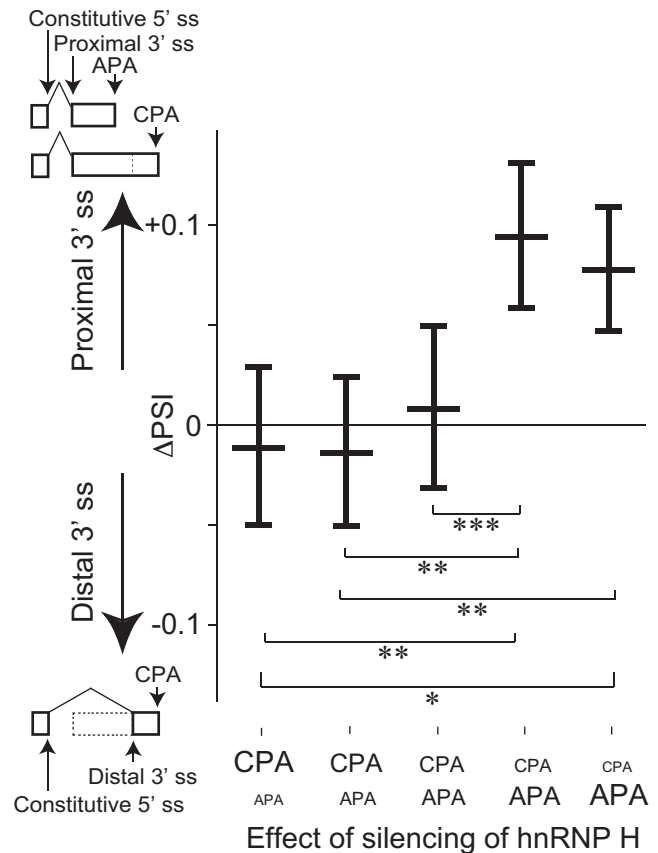 Constitutive 5' ss
Proximal 3' ss
APA
CPA
+0.1
0
-0.1
Proximal 3' ss
ΔPSI
Distal 3' ss
***
**
**
**
*
CPA
Distal 3' ss
Constitutive 5' ss
CPA CPA CPA CPA CPA
APA APA APA APA APA
Effect of silencing of hnRNP H